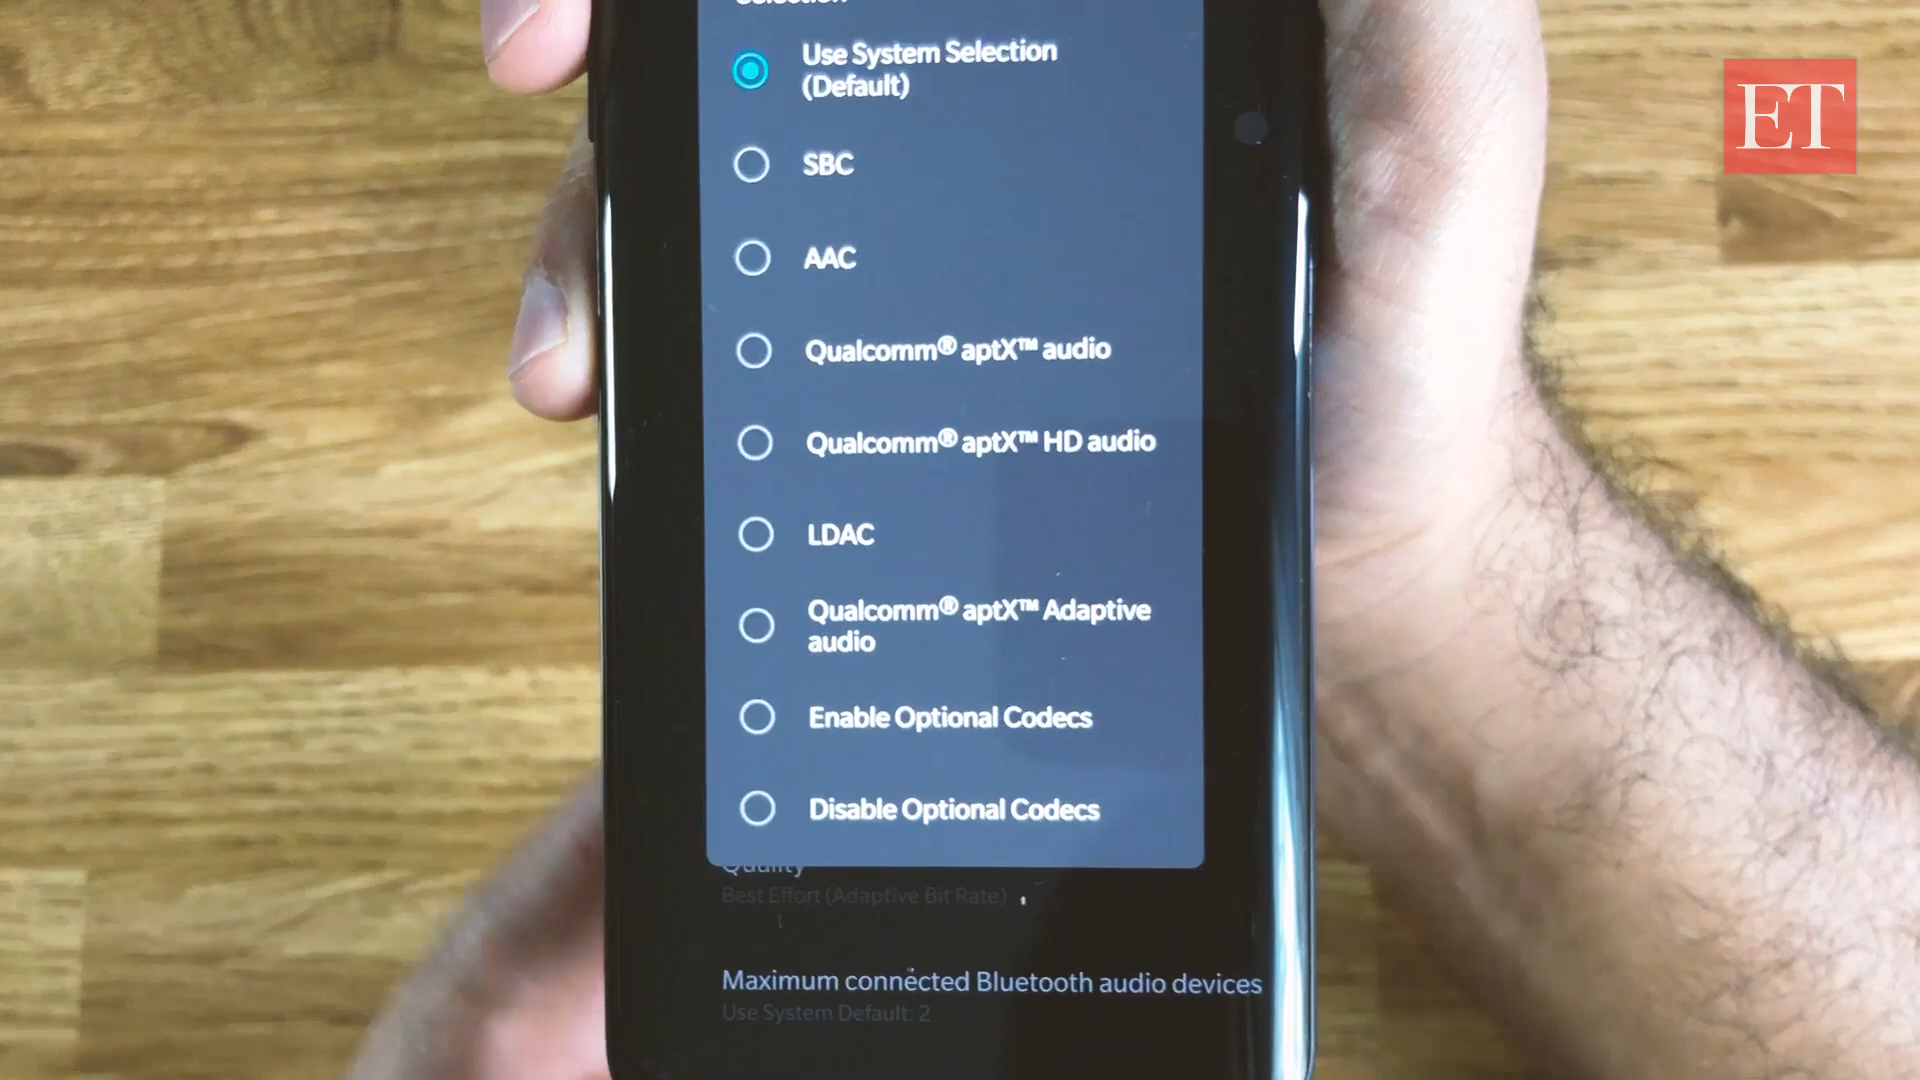 Selection
Use System Selection
(Default)
ET
SBC
AAC
Qualcomm® aptX™ audio
Qualcomm® aptX™ HD audio
LDAC
Qualcomm® aptX™ Adaptive
audio
Enable Optional Codecs
Disable Optional Codecs
Quality
Best Effort (Adaptive Bit Rate)
Maximum connected Bluetooth audio devices
Use System Default: 2